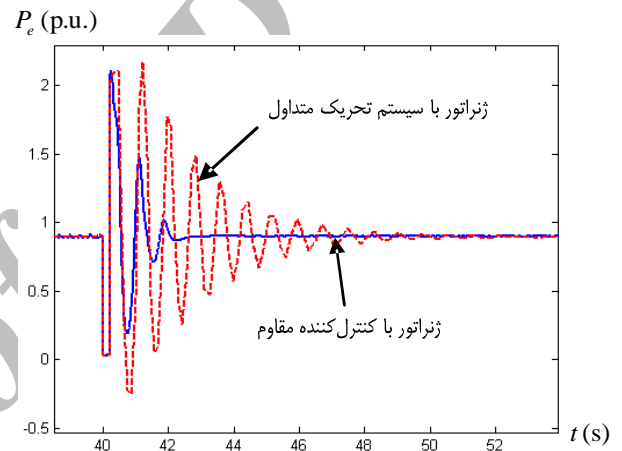 P_e (p.u.)
2
1.5
1
0.5
0
-0.5
ژنراتور با سیستم تحریک متداول
ژنراتور با کنترل‌کننده مقاوم
40 42 44 46 48 50 52
t (s)